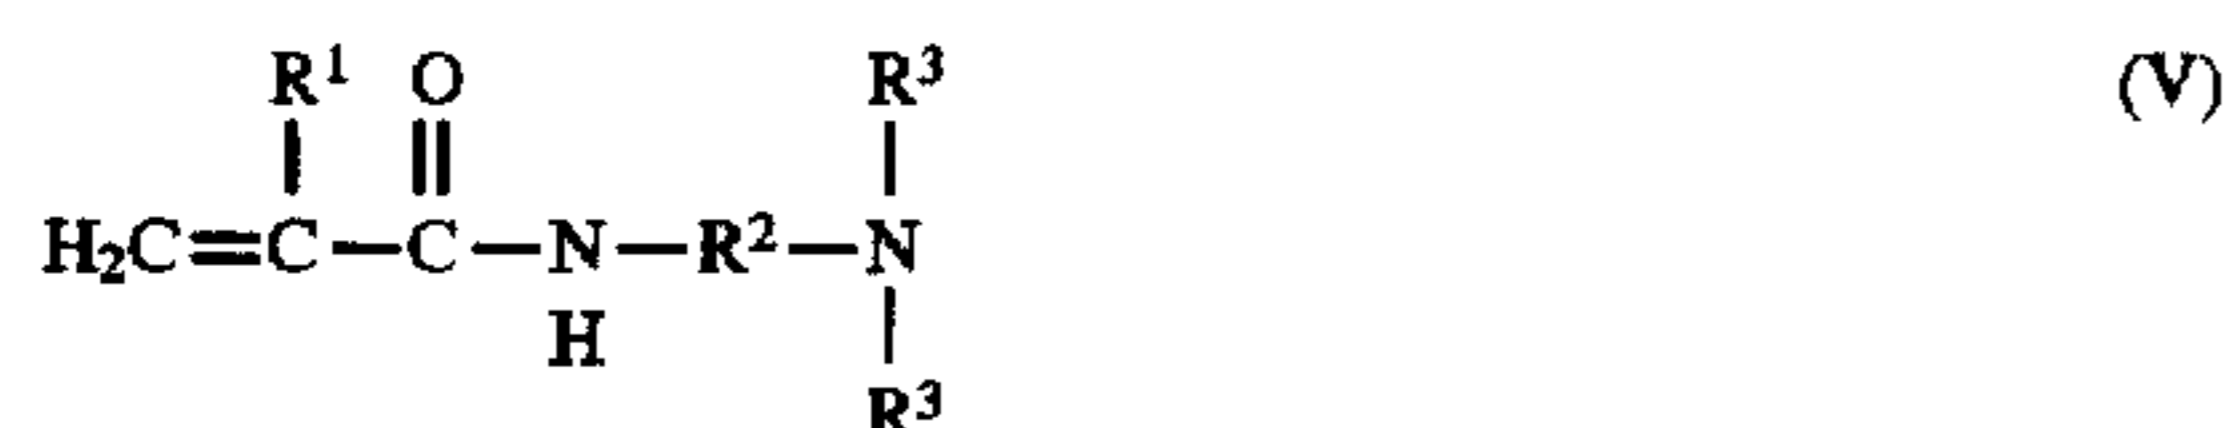 R¹ O R³ (V)
H₂C=C—C—N—R²—N
H
R³